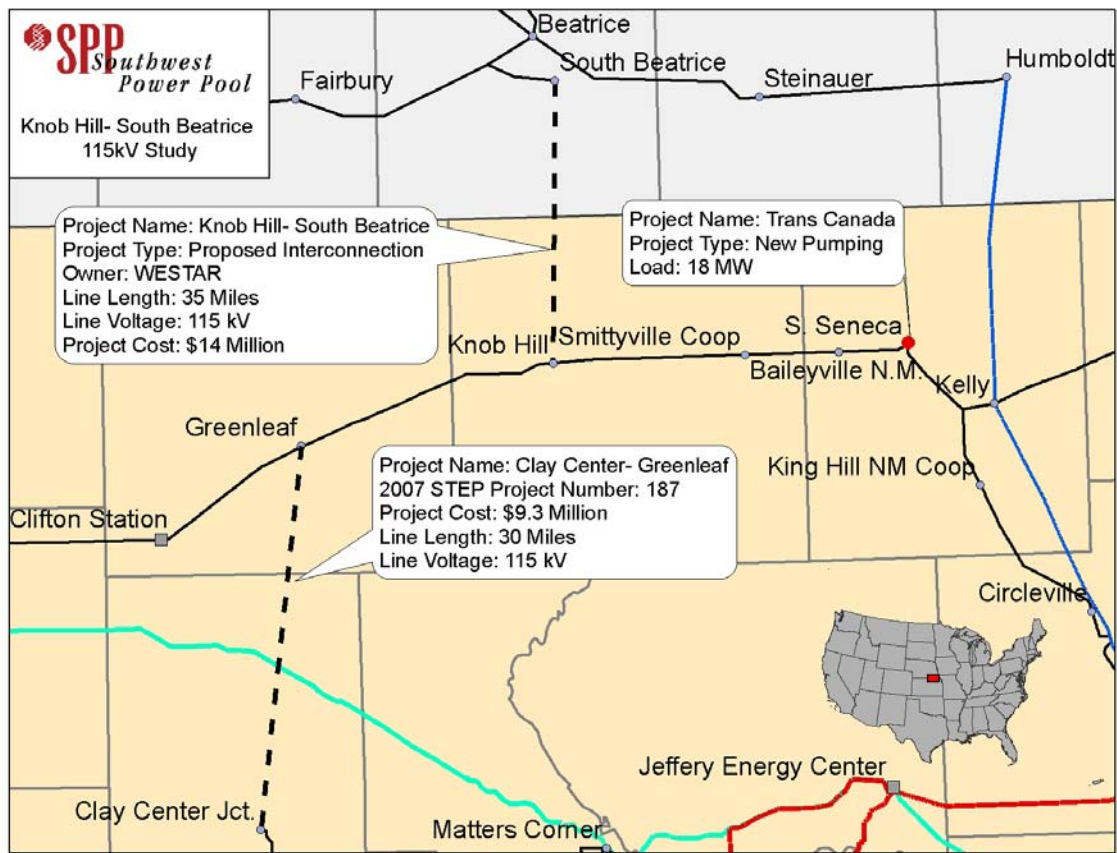 SPP
Southwest
Power Pool
Knob Hill- South Beatrice
115kV Study
Beatrice
South Beatrice
Fairbury
Steinauer
Humboldt
Project Name: Knob Hill- South Beatrice
Project Type: Proposed Interconnection
Owner: WESTAR
Line Length: 35 Miles
Line Voltage: 115 kV
Project Cost: $14 Million
Project Name: Trans Canada
Project Type: New Pumping
Load: 18 MW
Knob Hill
Smittyville Coop
S. Seneca
Baileyville N.M.
Kelly
Greenleaf
Project Name: Clay Center- Greenleaf
2007 STEP Project Number: 187
Project Cost: $9.3 Million
Line Length: 30 Miles
Line Voltage: 115 kV
King Hill NM Coop
Clifton Station
Circleville
Jeffery Energy Center
Clay Center Jct.
Matters Corner